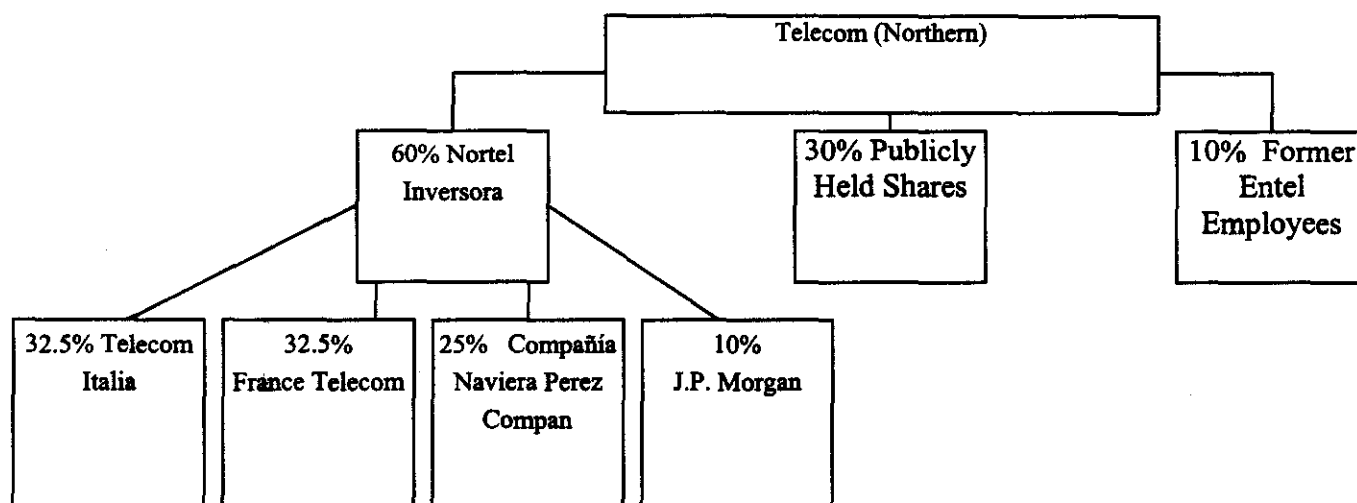 Telecom (Northern)
60% Nortel
Inversora
30% Publicly
Held Shares
10% Former
Entel
Employees
32.5% Telecom
Italia
32.5%
France Telecom
25% Compañía
Naviera Perez
Compan
10%
J.P. Morgan